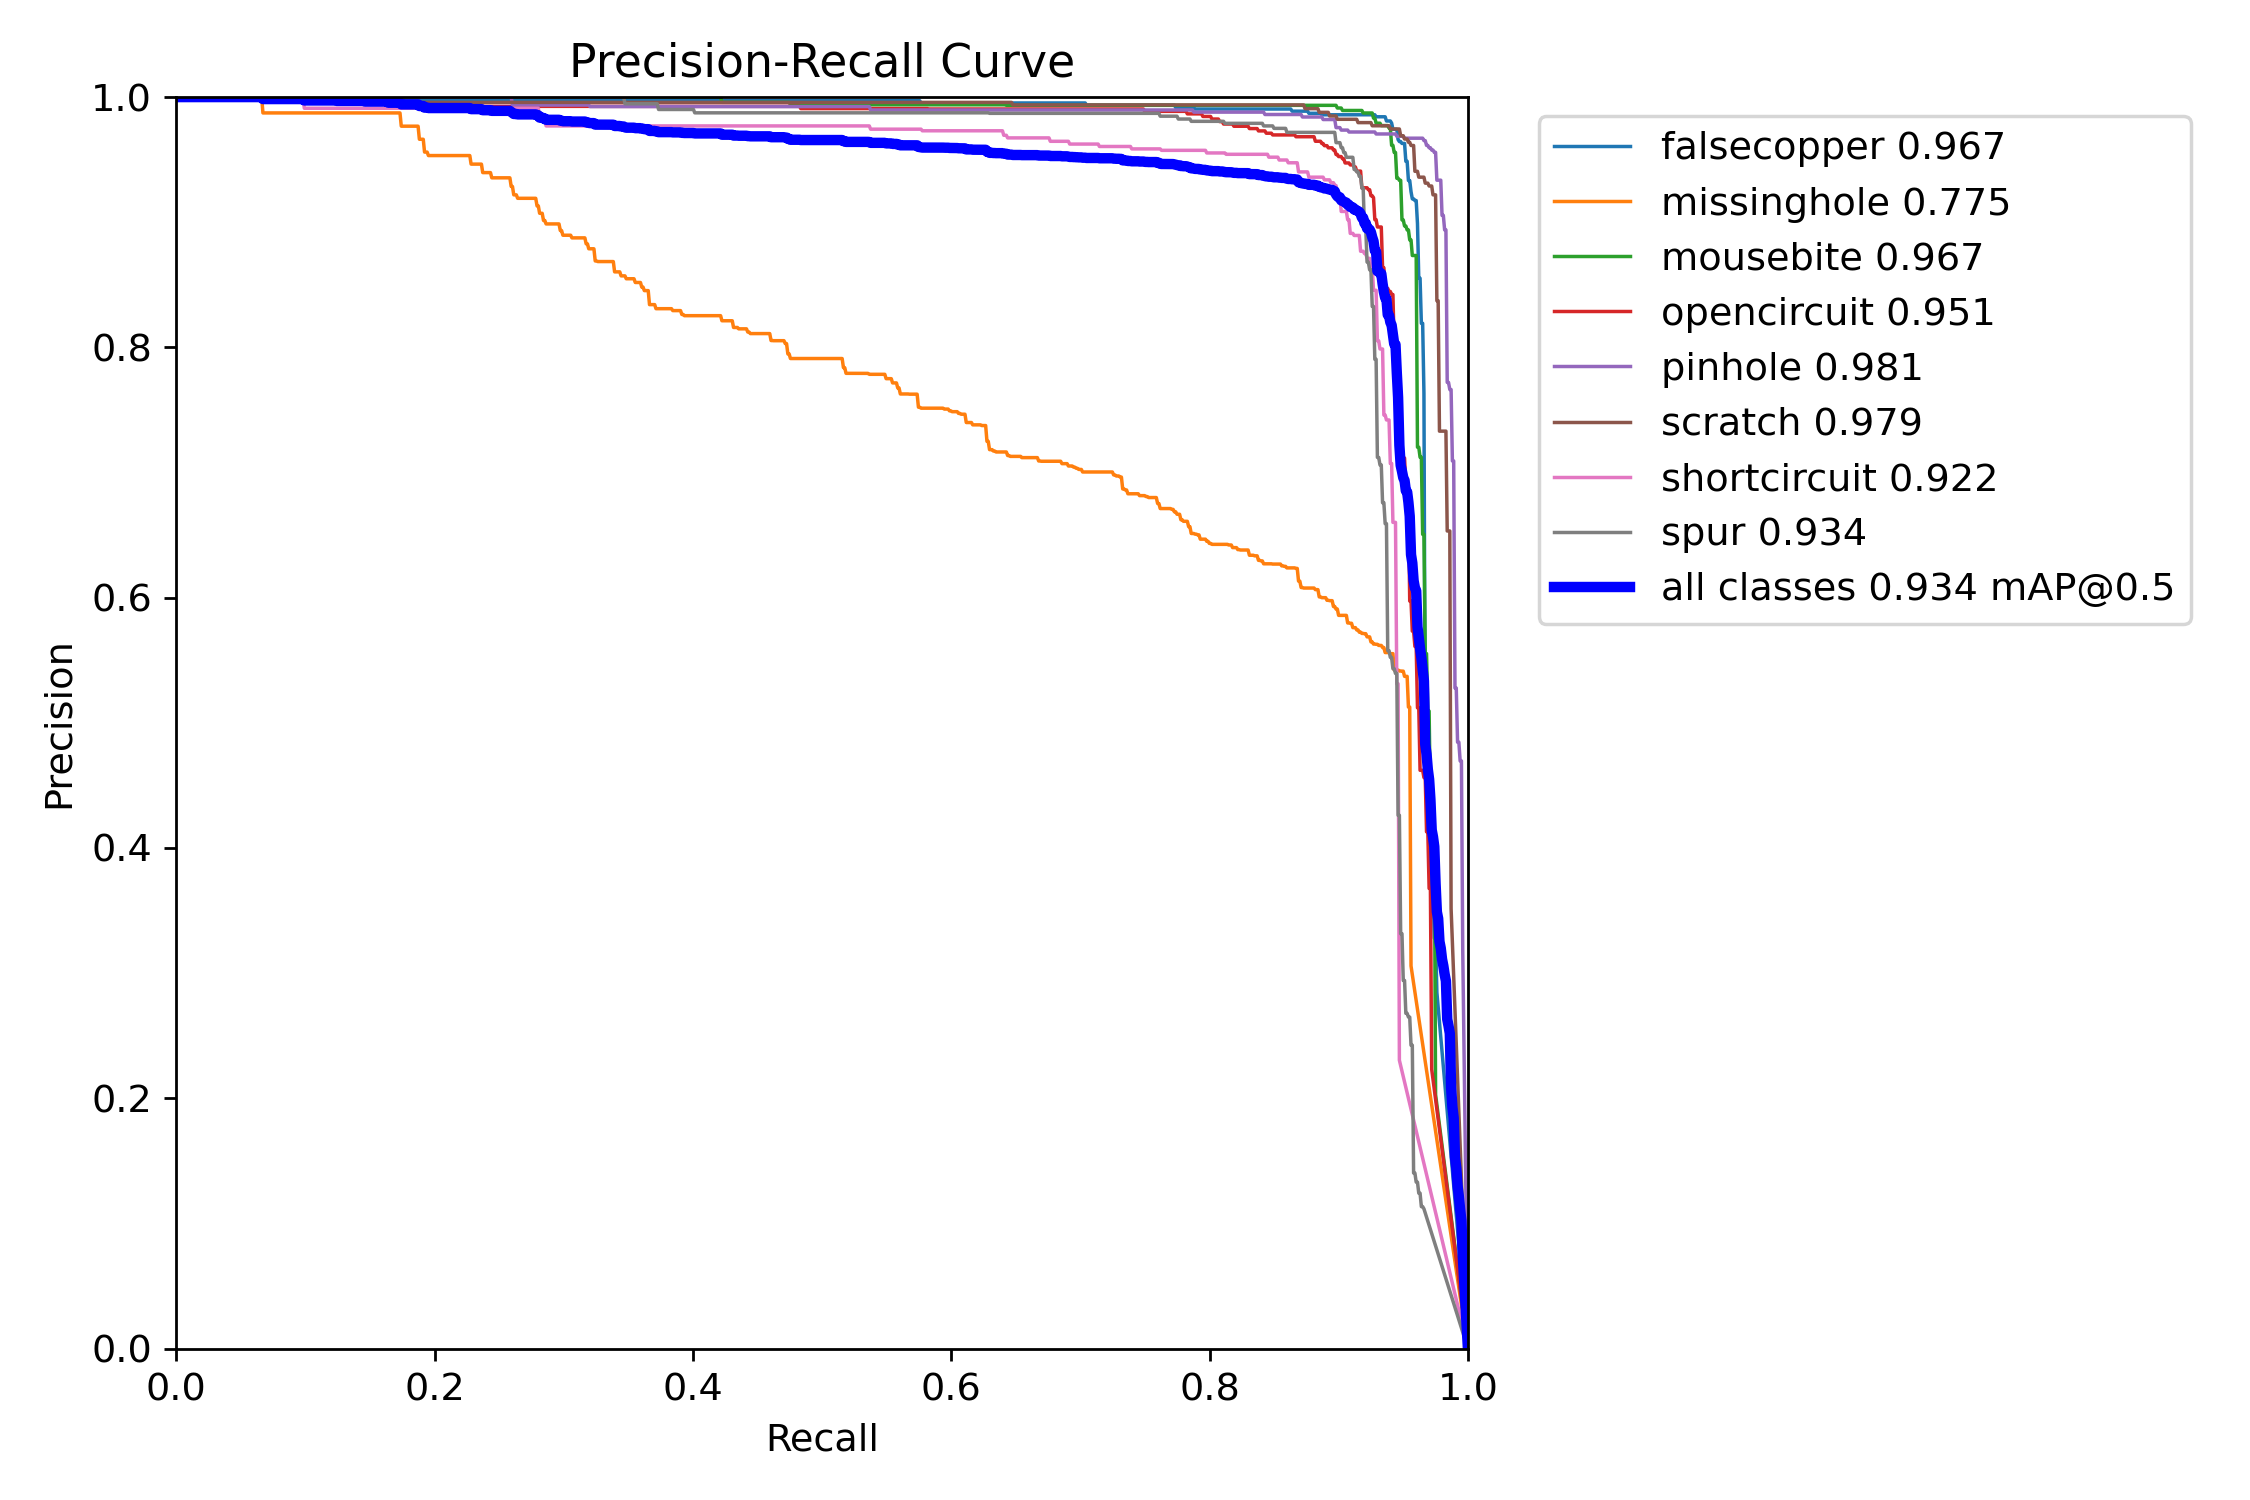 Precision-Recall Curve
1.0
0.8
0.6
0.4
0.2
0.0
Precision
0.0 0.2 0.4 0.6 0.8 1.0
Recall
falsecopper 0.967
missinghole 0.775
mousebite 0.967
opencircuit 0.951
pinhole 0.981
scratch 0.979
shortcircuit 0.922
spur 0.934
all classes 0.934 mAP@0.5